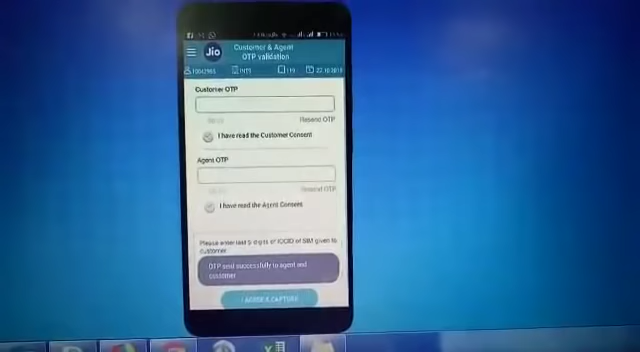 Jio
Customer & Agent
OTP validation
Customer OTP
Resend OTP
I have read the Customer Consent
Agent OTP
Resend OTP
I have read the Agent Consent
Please enter last 5 digits of ICCID of SIM given to
customer
OTP sent successfully to agent and
customer
I AGREE & CAPTURE